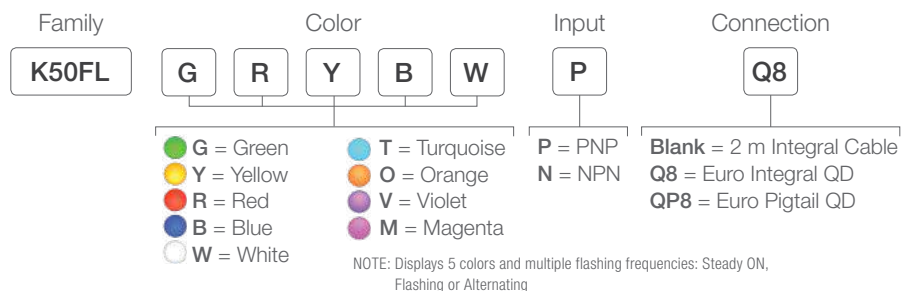 Family Color Input Connection
K50FL G R Y B W P Q8
G = Green T = Turquoise P = PNP Blank = 2 m Integral Cable
Y = Yellow O = Orange N = NPN Q8 = Euro Integral QD
R = Red V = Violet QP8 = Euro Pigtail QD
B = Blue M = Magenta
W = White
NOTE: Displays 5 colors and multiple flashing frequencies: Steady ON,
Flashing or Alternating